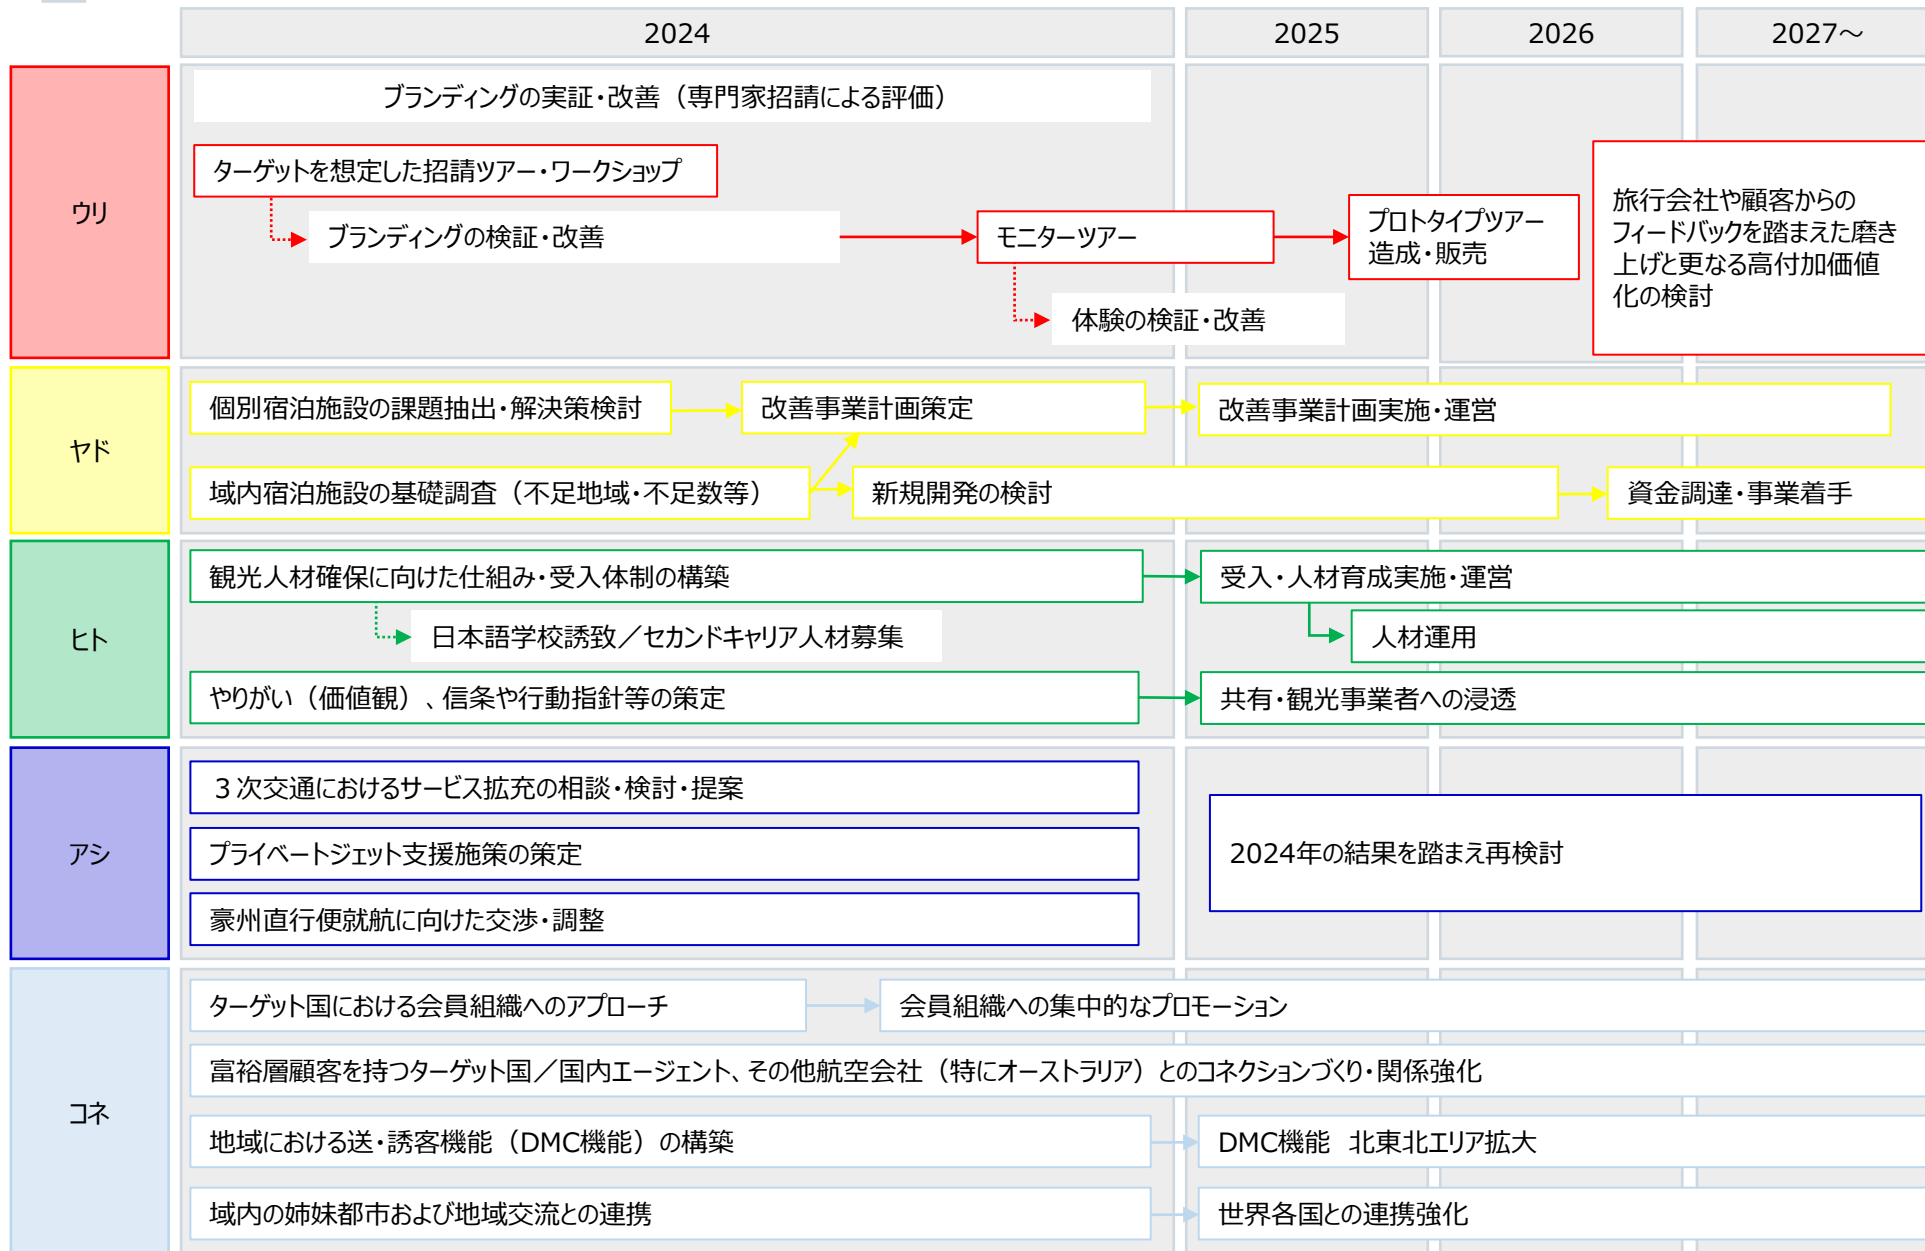 2024
2025
2026
2027～
ウリ
ブランディングの実証・改善（専門家招請による評価）
ターゲットを想定した招請ツアー・ワークショップ
ブランディングの検証・改善
モニターツアー
体験の検証・改善
プロトタイプツアー
造成・販売
旅行会社や顧客からの
フィードバックを踏まえた磨き
上げと更なる高付加価値
化の検討
ヤド
個別宿泊施設の課題抽出・解決策検討
改善事業計画策定
改善事業計画実施・運営
域内宿泊施設の基礎調査（不足地域・不足数等）
新規開発の検討
資金調達・事業着手
ヒト
観光人材確保に向けた仕組み・受入体制の構築
受入・人材育成実施・運営
日本語学校誘致／セカンドキャリア人材募集
人材運用
やりがい（価値観）、信条や行動指針等の策定
共有・観光事業者への浸透
アシ
３次交通におけるサービス拡充の相談・検討・提案
プライベートジェット支援施策の策定
豪州直行便就航に向けた交渉・調整
2024年の結果を踏まえ再検討
コネ
ターゲット国における会員組織へのアプローチ
会員組織への集中的なプロモーション
富裕層顧客を持つターゲット国／国内エージェント、その他航空会社（特にオーストラリア）とのコネクションづくり・関係強化
地域における送・誘客機能（DMC機能）の構築
DMC機能　北東北エリア拡大
域内の姉妹都市および地域交流との連携
世界各国との連携強化